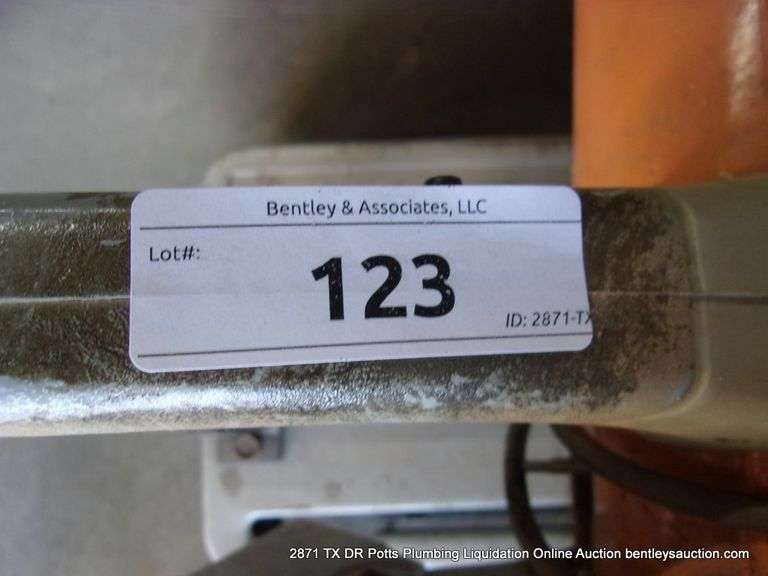 Bentley & Associates, LLC
Lot#:
123
ID: 2871-TX
2871 TX DR Potts Plumbing Liquidation Online Auction bentleysauction.com